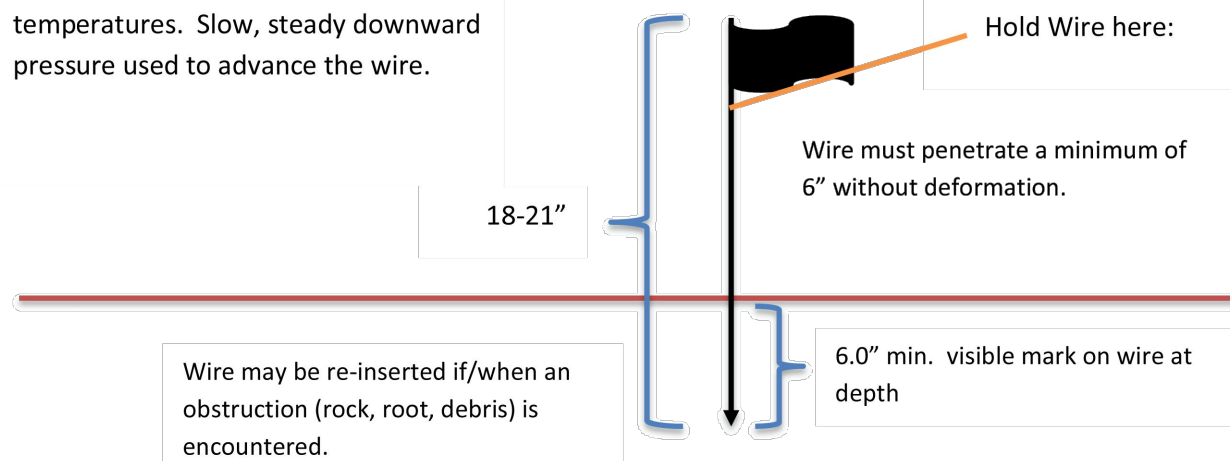 temperatures.  Slow, steady downward
pressure used to advance the wire.
Hold Wire here:
Wire must penetrate a minimum of
6” without deformation.
18-21”
6.0” min.  visible mark on wire at
depth
Wire may be re-inserted if/when an
obstruction (rock, root, debris) is
encountered.